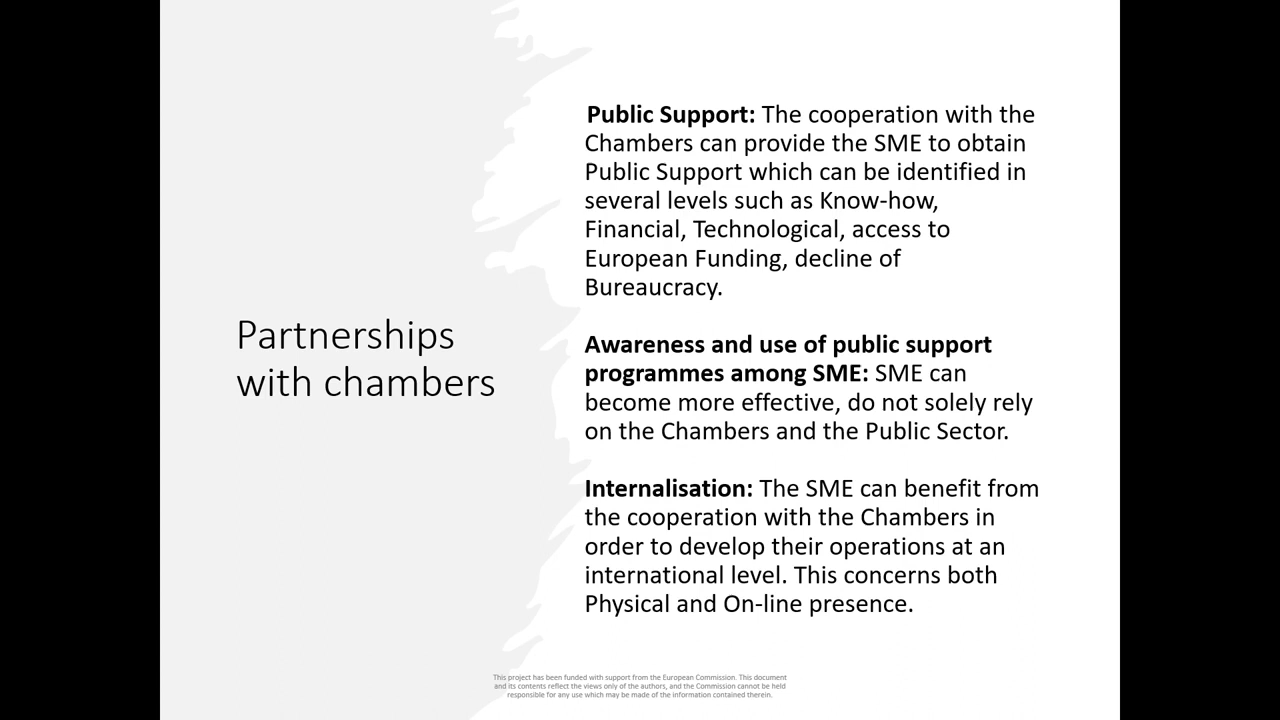 Partnerships
with chambers
Public Support: The cooperation with the
Chambers can provide the SME to obtain
Public Support which can be identified in
several levels such as Know-how,
Financial, Technological, access to
European Funding, decline of
Bureaucracy.
Awareness and use of public support
programmes among SME: SME can
become more effective, do not solely rely
on the Chambers and the Public Sector.
Internalisation: The SME can benefit from
the cooperation with the Chambers in
order to develop their operations at an
international level. This concerns both
Physical and On-line presence.
This project has been funded with support from the European Commission. This document
and its contents reflect the views only of the authors, and the Commission cannot be held
responsible for any use which may be made of the information contained therein.